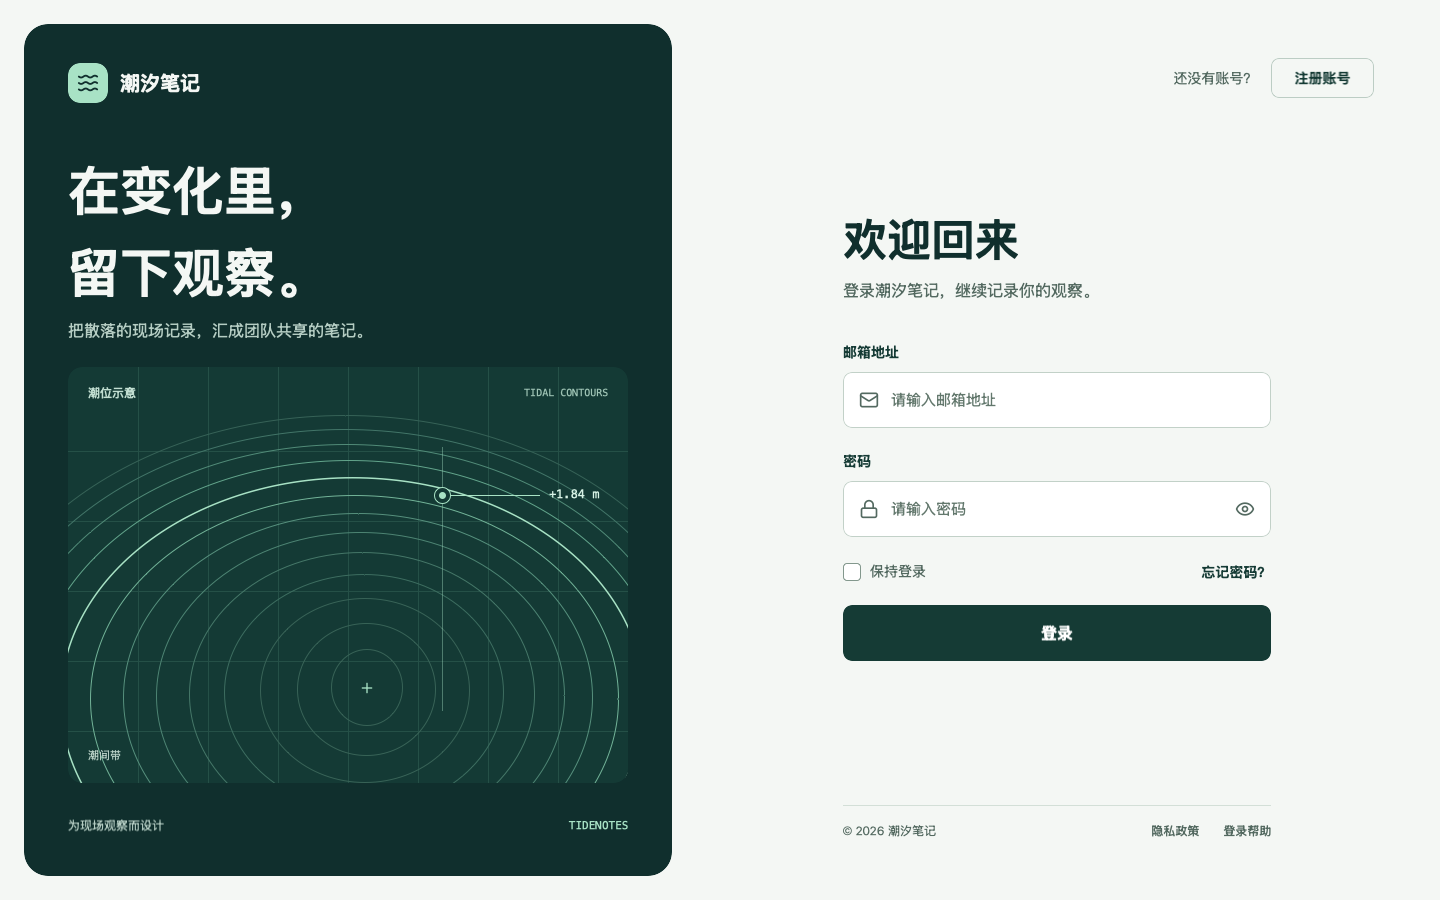 潮汐笔记
在变化里，
留下观察。
把散落的现场记录，汇成团队共享的笔记。
潮位示意
TIDAL CONTOURS
+1.84 m
潮间带
为现场观察而设计
TIDENOTES
还没有账号？
注册账号
欢迎回来
登录潮汐笔记，继续记录你的观察。
邮箱地址
请输入邮箱地址
密码
请输入密码
保持登录
忘记密码？
登录
© 2026 潮汐笔记
隐私政策
登录帮助